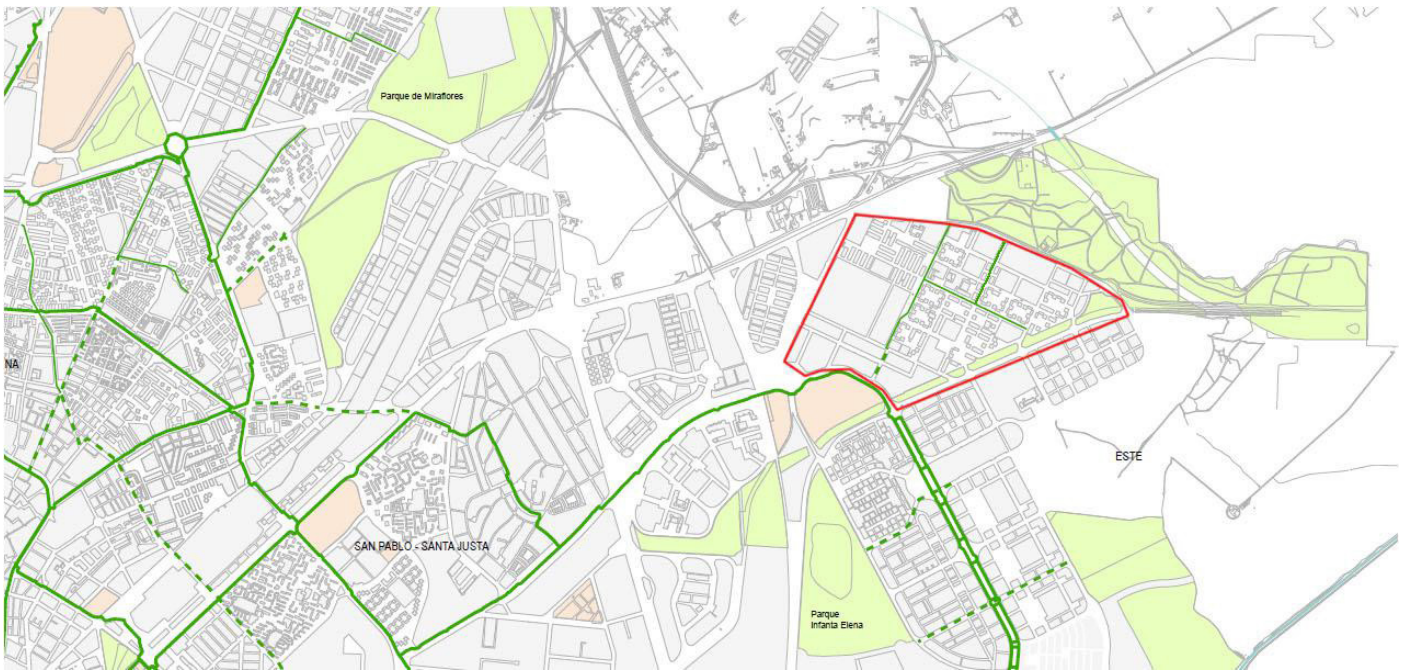 Parque de Miraflores
NA
ESTE
SAN PABLO - SANTA JUSTA
Parque
Infanta Elena